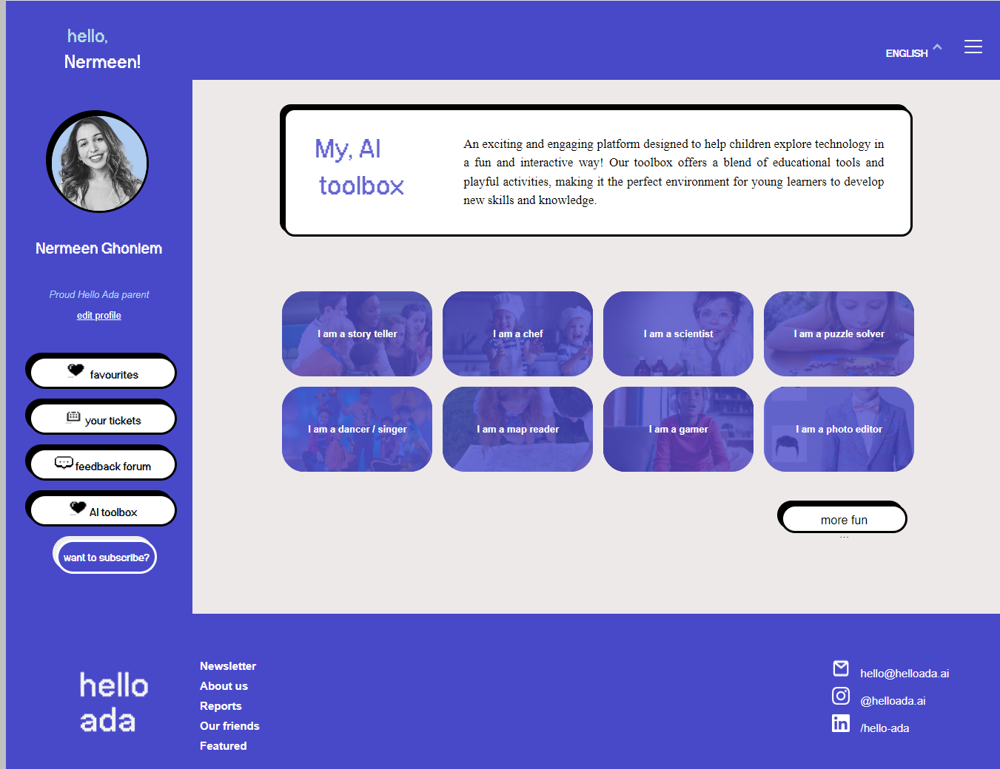 hello,
Nermeen!
ENGLISH
Nermeen Ghoniem
Proud Hello Ada parent
edit profile
favourites
your tickets
feedback forum
AI toolbox
want to subscribe?
My, AI
toolbox
An exciting and engaging platform designed to help children explore technology in
a fun and interactive way! Our toolbox offers a blend of educational tools and
playful activities, making it the perfect environment for young learners to develop
new skills and knowledge.
I am a story teller
I am a chef
I am a scientist
I am a puzzle solver
I am a dancer / singer
I am a map reader
I am a gamer
I am a photo editor
more fun
...
hello
ada
Newsletter
About us
Reports
Our friends
Featured
hello@helloada.ai
@helloada.ai
/hello-ada